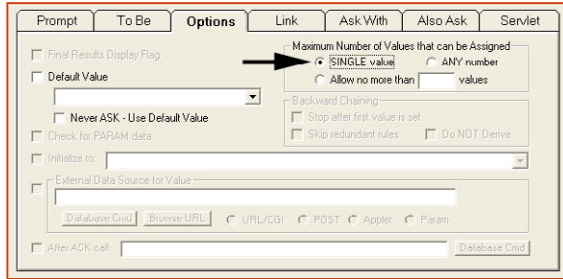 Prompt To Be Options Link Ask With Also Ask Servlet
Final Results Display Flag
Default Value
Never ASK - Use Default Value
Check for PARAM data
Maximum Number of Values that can be Assigned
SINGLE value ANY number
Allow no more than values
Backward Chaining
Stop after first value is set
Skip redundant rules Do NOT Derive
Initialize to:
External Data Source for Value
Database Cmd Browse URL URL/CGI POST Applet Param
After ASK call: Database Cmd